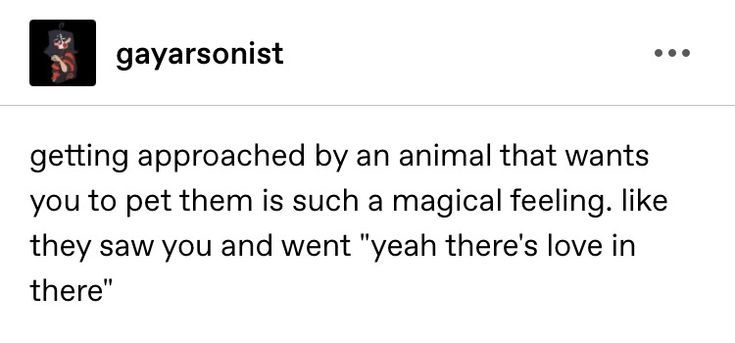 gayarsonist
getting approached by an animal that wants
you to pet them is such a magical feeling. like
they saw you and went "yeah there's love in
there"